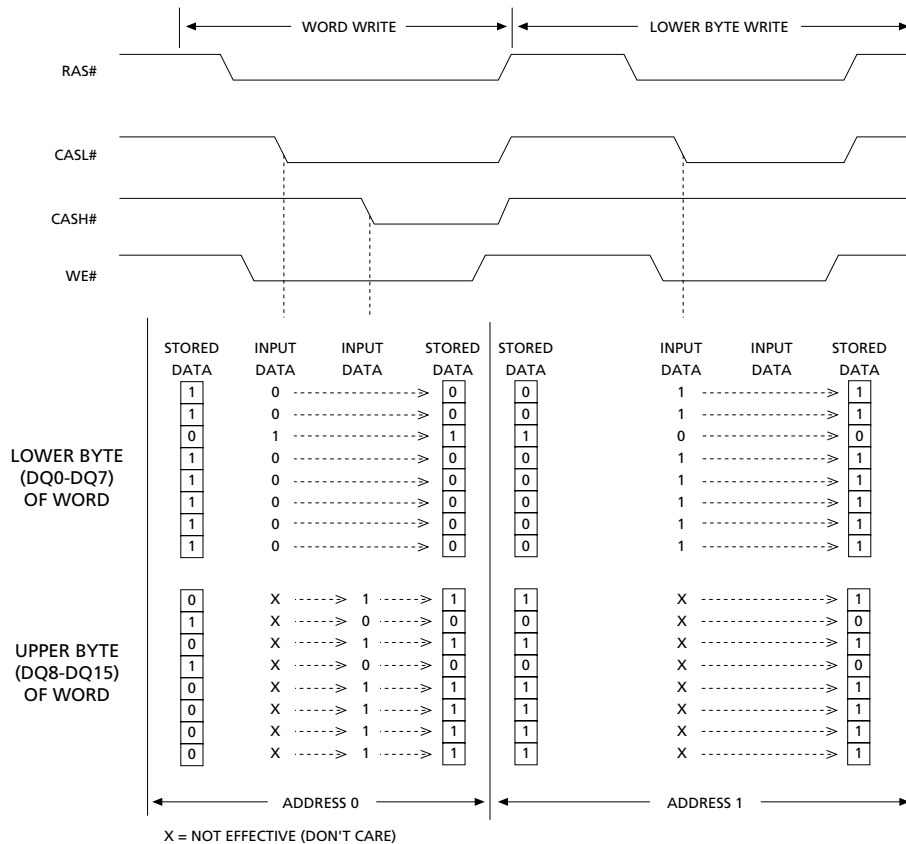 WORD WRITE LOWER BYTE WRITE
RAS#
CASL#
CASH#
WE#
STORED INPUT INPUT STORED STORED INPUT INPUT STORED
DATA DATA DATA DATA DATA DATA DATA DATA
1 0 0 0 1 1
1 0 0 0 1 1
0 1 1 1 0 0
LOWER BYTE
(DQ0-DQ7)
OF WORD
1 0 0 0 1 1
1 0 0 0 1 1
1 0 0 0 1 1
1 0 0 0 1 1
1 0 0 0 1 1
0 X 1 1 1 X 1
1 X 0 0 0 X 0
0 X 1 1 1 X 1
UPPER BYTE
(DQ8-DQ15)
OF WORD
1 X 0 0 0 X 0
0 X 1 1 1 X 1
0 X 1 1 1 X 1
0 X 1 1 1 X 1
0 X 1 1 1 X 1
ADDRESS 0 ADDRESS 1
X = NOT EFFECTIVE (DON'T CARE)